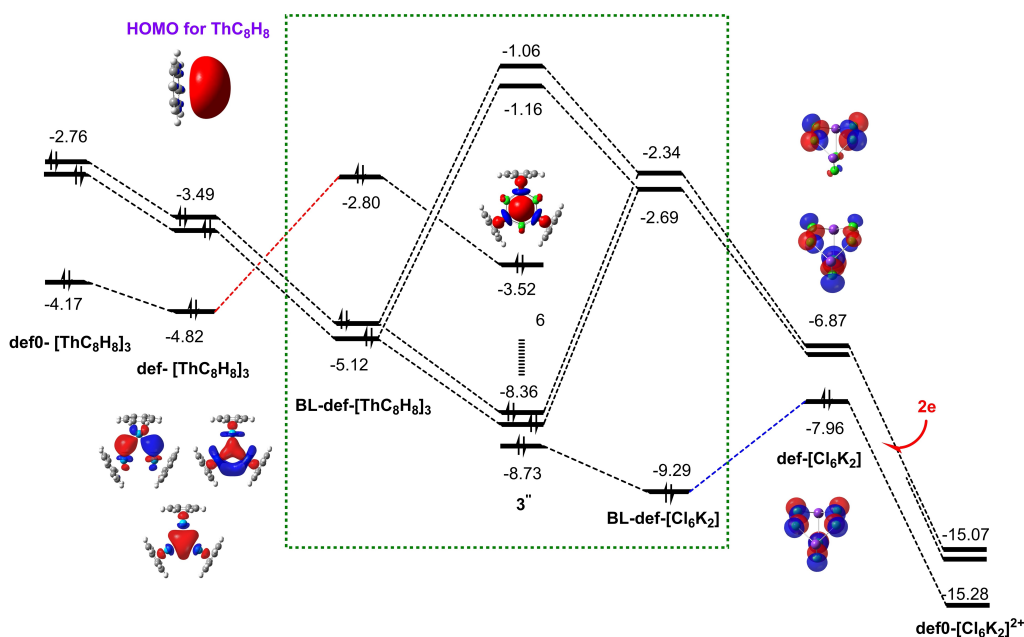 HOMO for ThC₈H₈
-1.06
-1.16
-2.76
-2.34
-3.49
-2.80
-2.69
-4.17
-3.52
def0- [ThC₈H₈]₃
-4.82
6
-6.87
def- [ThC₈H₈]₃
-5.12
BL-def-[ThC₈H₈]₃
-8.36
2e
-7.96
def-[Cl₆K₂]
-8.73
-9.29
3"
BL-def-[Cl₆K₂]
-15.07
-15.28
def0-[Cl₆K₂]²⁺